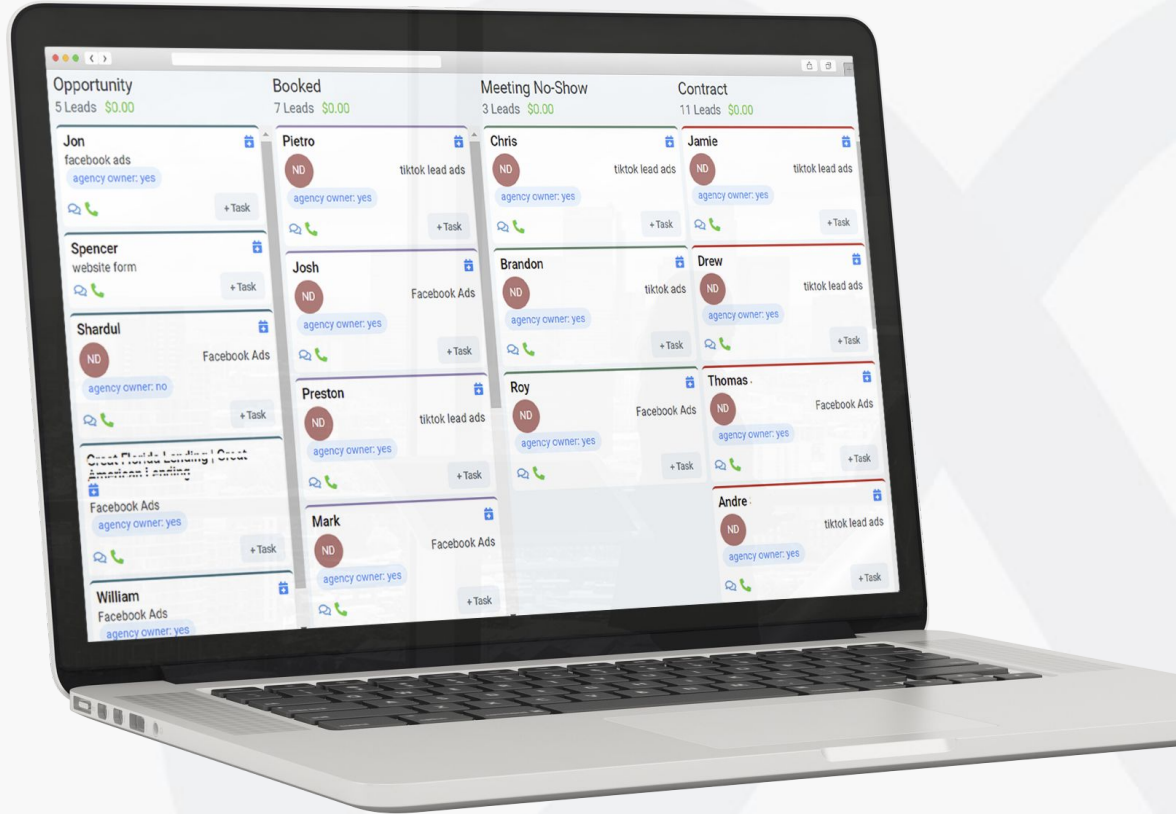 Opportunity
5 Leads $0.00
Jon
facebook ads
agency owner: yes
+Task
Spencer
website form
+Task
Shardul
ND
Facebook Ads
agency owner: no
+Task
Great Florida Lending | Great
American Lending
Facebook Ads
agency owner: yes
+Task
William
Facebook Ads
agency owner: yes
Booked
7 Leads $0.00
Pietro
ND
tiktok lead ads
agency owner: yes
+Task
Josh
ND
Facebook Ads
agency owner: yes
+Task
Preston
ND
tiktok lead ads
agency owner: yes
+Task
Mark
ND
Facebook Ads
agency owner: yes
+Task
Meeting No-Show
3 Leads $0.00
Chris
ND
tiktok lead ads
agency owner: yes
+Task
Brandon
ND
tiktok ads
agency owner: yes
+Task
Roy
ND
Facebook Ads
agency owner: yes
+Task
Contract
11 Leads $0.00
Jamie
ND
tiktok lead ads
agency owner: yes
+Task
Drew
ND
tiktok lead ads
agency owner: yes
+Task
Thomas
ND
Facebook Ads
agency owner: yes
+Task
Andre
ND
tiktok lead ads
agency owner: yes
+Task